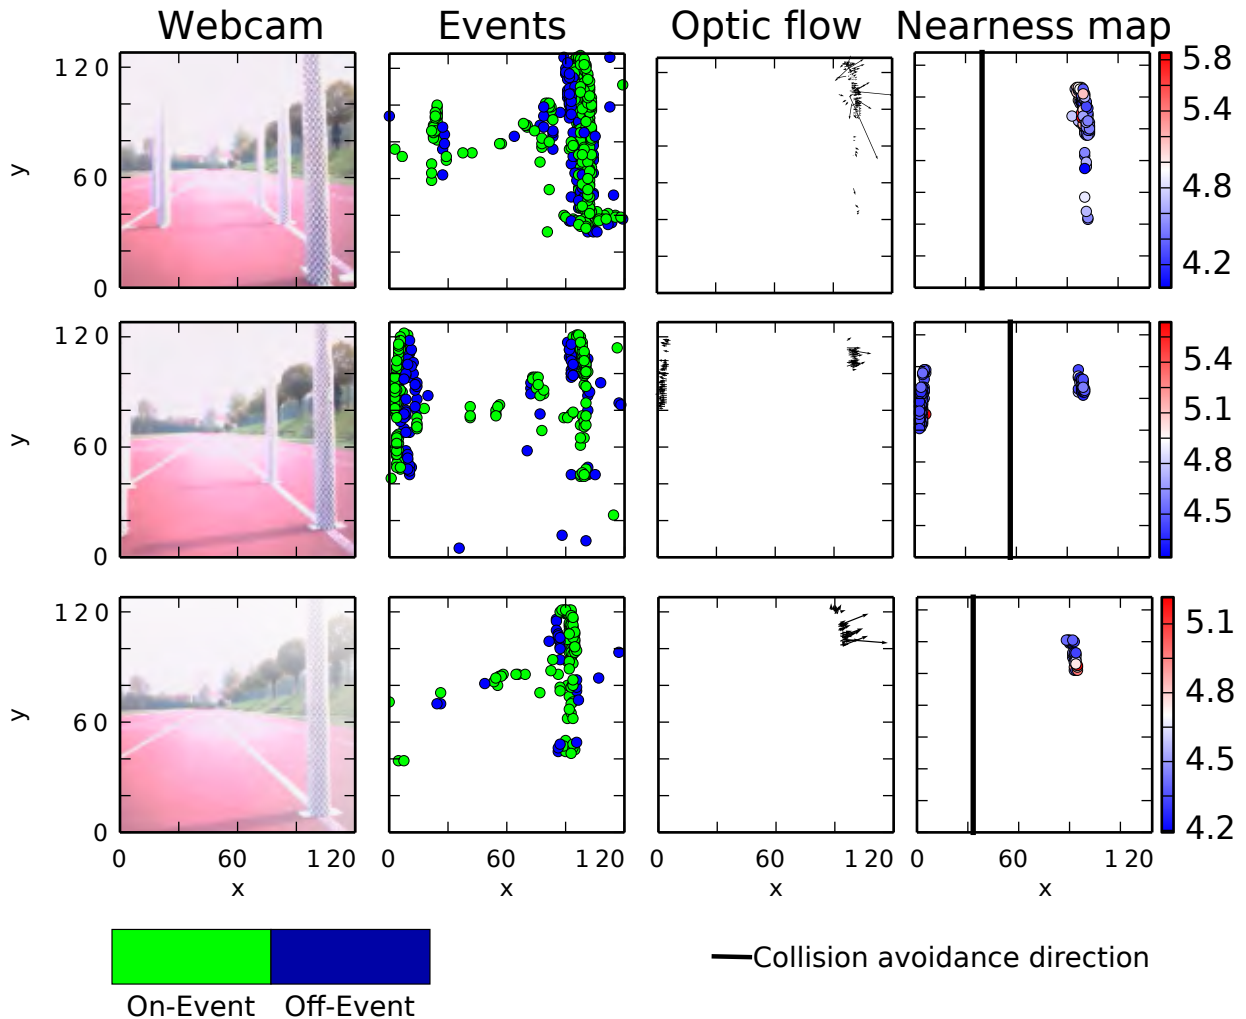 Webcam Events Optic flow Nearness map
120 5.8
5.4
y 60 4.8
4.2
0
120 5.4
5.1
y 60 4.8
4.5
0
120 5.1
4.8
y 60 4.5
0 4.2
0 60 120 0 60 120 0 60 120 0 60 120
x x x x
Collision avoidance direction
On-Event Off-Event